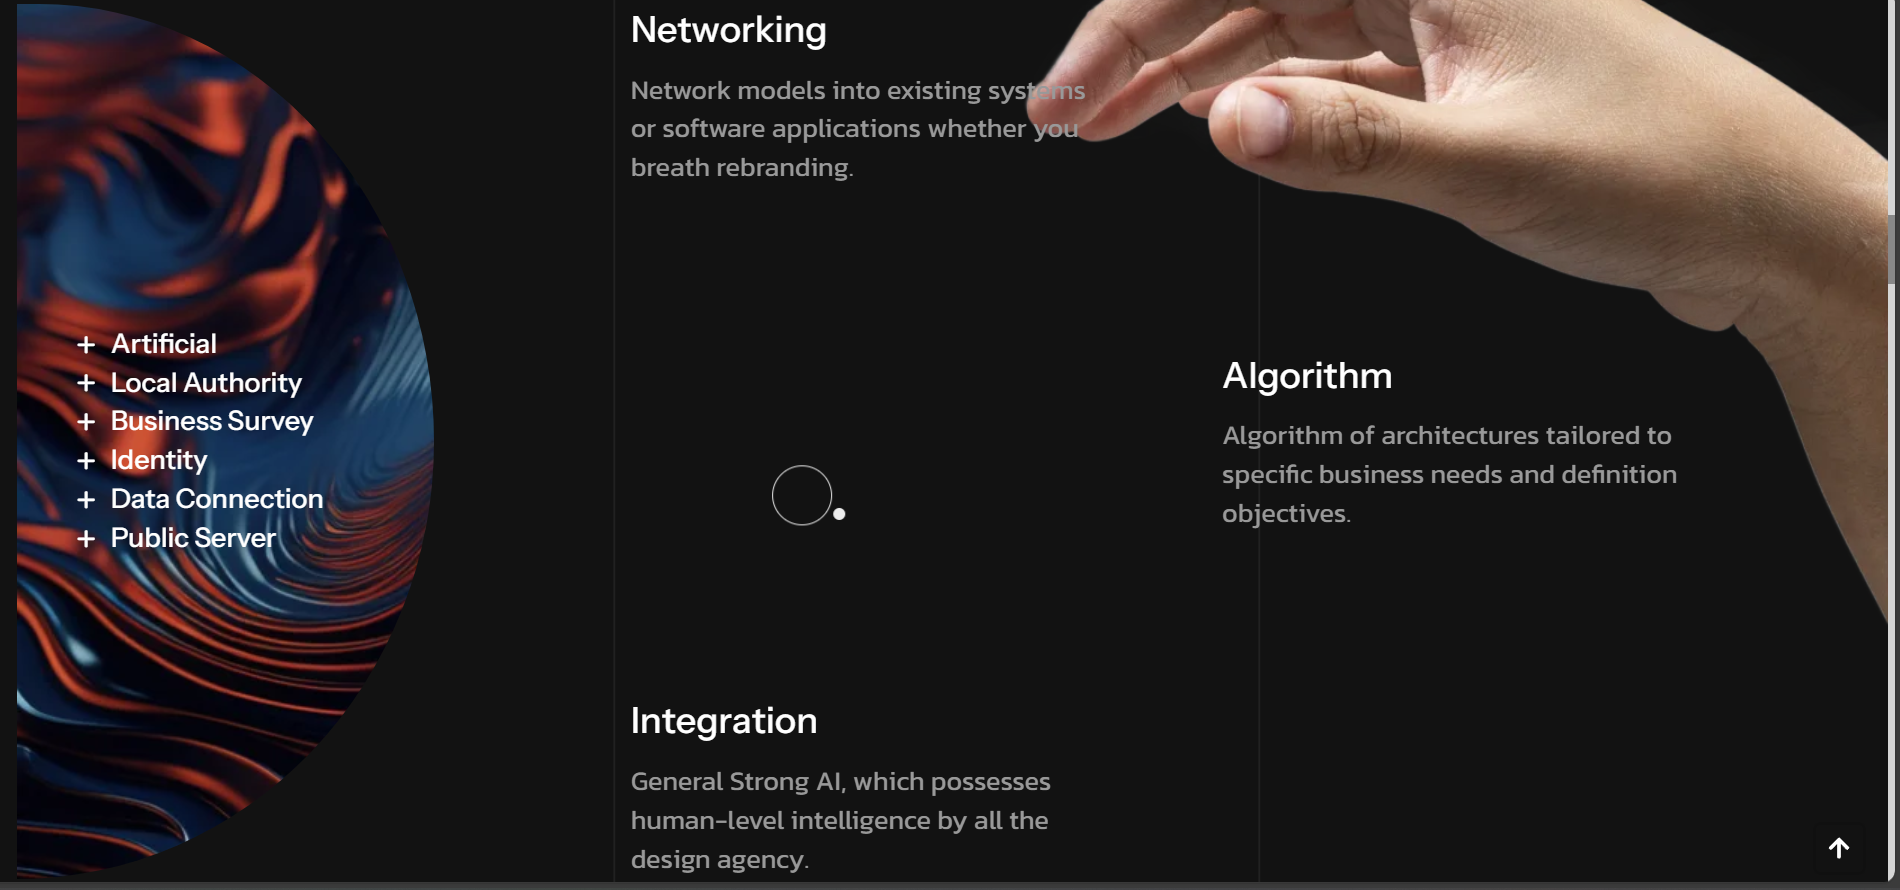 Networking
Network models into existing systems
or software applications whether you
breath rebranding.
Artificial
Local Authority
Business Survey
Identity
Data Connection
Public Server
Algorithm
Algorithm of architectures tailored to
specific business needs and definition
objectives.
Integration
General Strong AI, which possesses
human-level intelligence by all the
design agency.